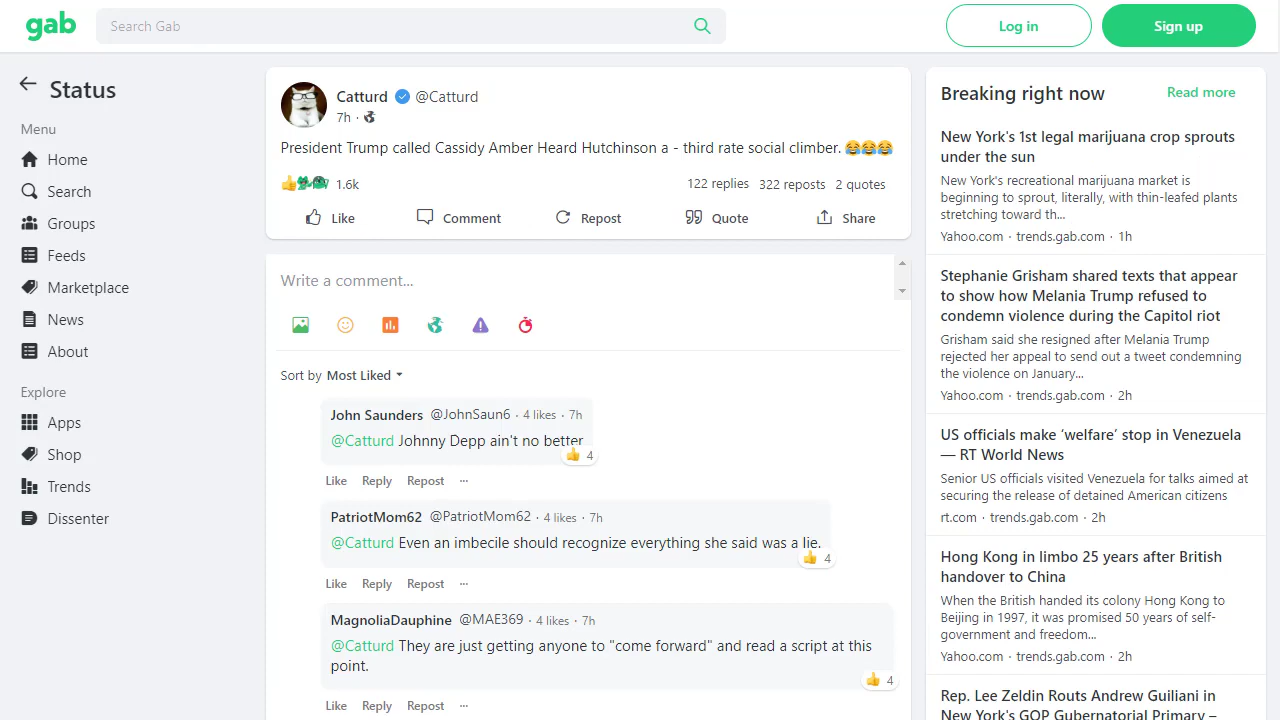 gab
Search Gab
Log in
Sign up
Status
Menu
Home
Search
Groups
Feeds
Marketplace
News
About
Explore
Apps
Shop
Trends
Dissenter
Catturd @Catturd
7h ·
President Trump called Cassidy Amber Heard Hutchinson a - third rate social climber. 😂😂😂
1.6k
122 replies 322 reposts 2 quotes
Like Comment Repost Quote Share
Write a comment...
Sort by Most Liked
John Saunders @JohnSaun6 · 4 likes · 7h
@Catturd Johnny Depp ain't no better
4
Like Reply Repost ...
PatriotMom62 @PatriotMom62 · 4 likes · 7h
@Catturd Even an imbecile should recognize everything she said was a lie.
4
Like Reply Repost ...
MagnoliaDauphine @MAE369 · 4 likes · 7h
@Catturd They are just getting anyone to "come forward" and read a script at this
point.
4
Like Reply Repost ...
Breaking right now
Read more
New York's 1st legal marijuana crop sprouts
under the sun
New York's recreational marijuana market is
beginning to sprout, literally, with thin-leafed plants
stretching toward th...
Yahoo.com · trends.gab.com · 1h
Stephanie Grisham shared texts that appear
to show how Melania Trump refused to
condemn violence during the Capitol riot
Grisham said she resigned after Melania Trump
rejected her appeal to send out a tweet condemning
the violence on January...
Yahoo.com · trends.gab.com · 2h
US officials make ‘welfare’ stop in Venezuela
— RT World News
Senior US officials visited Venezuela for talks aimed at
securing the release of detained American citizens
rt.com · trends.gab.com · 2h
Hong Kong in limbo 25 years after British
handover to China
When the British handed its colony Hong Kong to
Beijing in 1997, it was promised 50 years of self-
government and freedom...
Yahoo.com · trends.gab.com · 2h
Rep. Lee Zeldin Routs Andrew Guiliani in
New York's GOP Gubernatorial Primary –